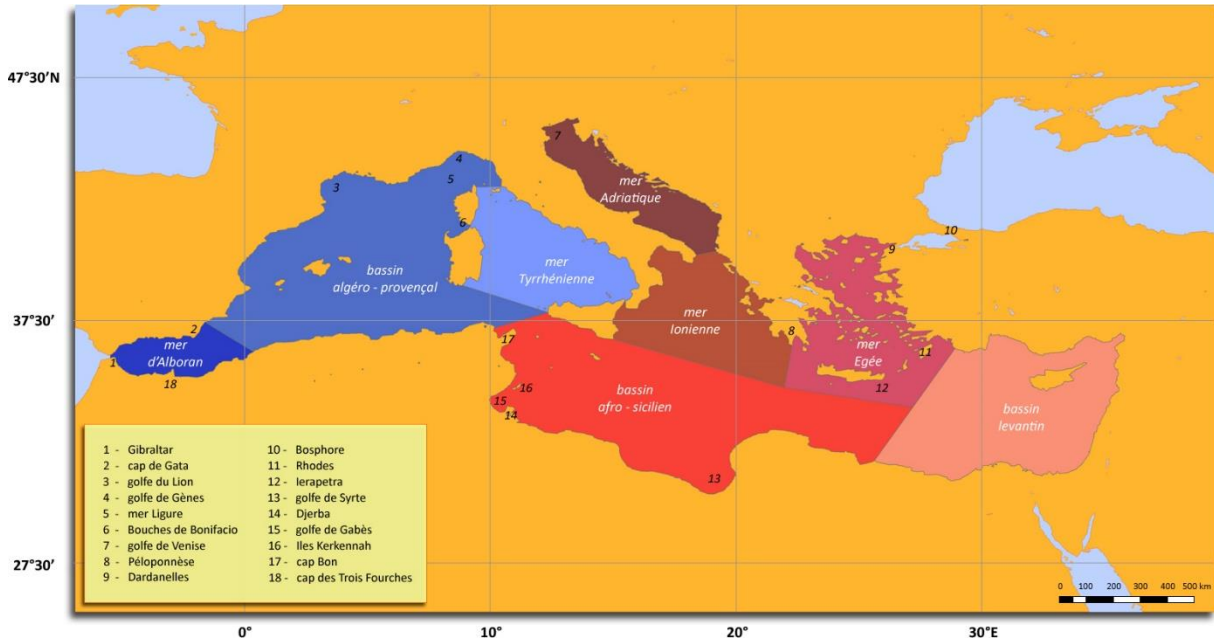 47°30'N
7
4
5
3
mer
Adriatique
6
10
9
mer
Tyrrhénienne
bassin
algéro - provençal
37°30'
2
mer
Ionienne
8
mer
Egée
11
17
mer
d'Alboran
1
18
16
12
bassin
afro - sicilien
15
14
bassin
levantin
13
1 - Gibraltar
2 - cap de Gata
3 - golfe du Lion
4 - golfe de Gènes
5 - mer Ligure
6 - Bouches de Bonifacio
7 - golfe de Venise
8 - Péloponnèse
9 - Dardanelles
10 - Bosphore
11 - Rhodes
12 - Ierapetra
13 - golfe de Syrte
14 - Djerba
15 - golfe de Gabès
16 - Iles Kerkennah
17 - cap Bon
18 - cap des Trois Fourches
27°30'
0 100 200 300 400 500 km
0°
10°
20°
30°E